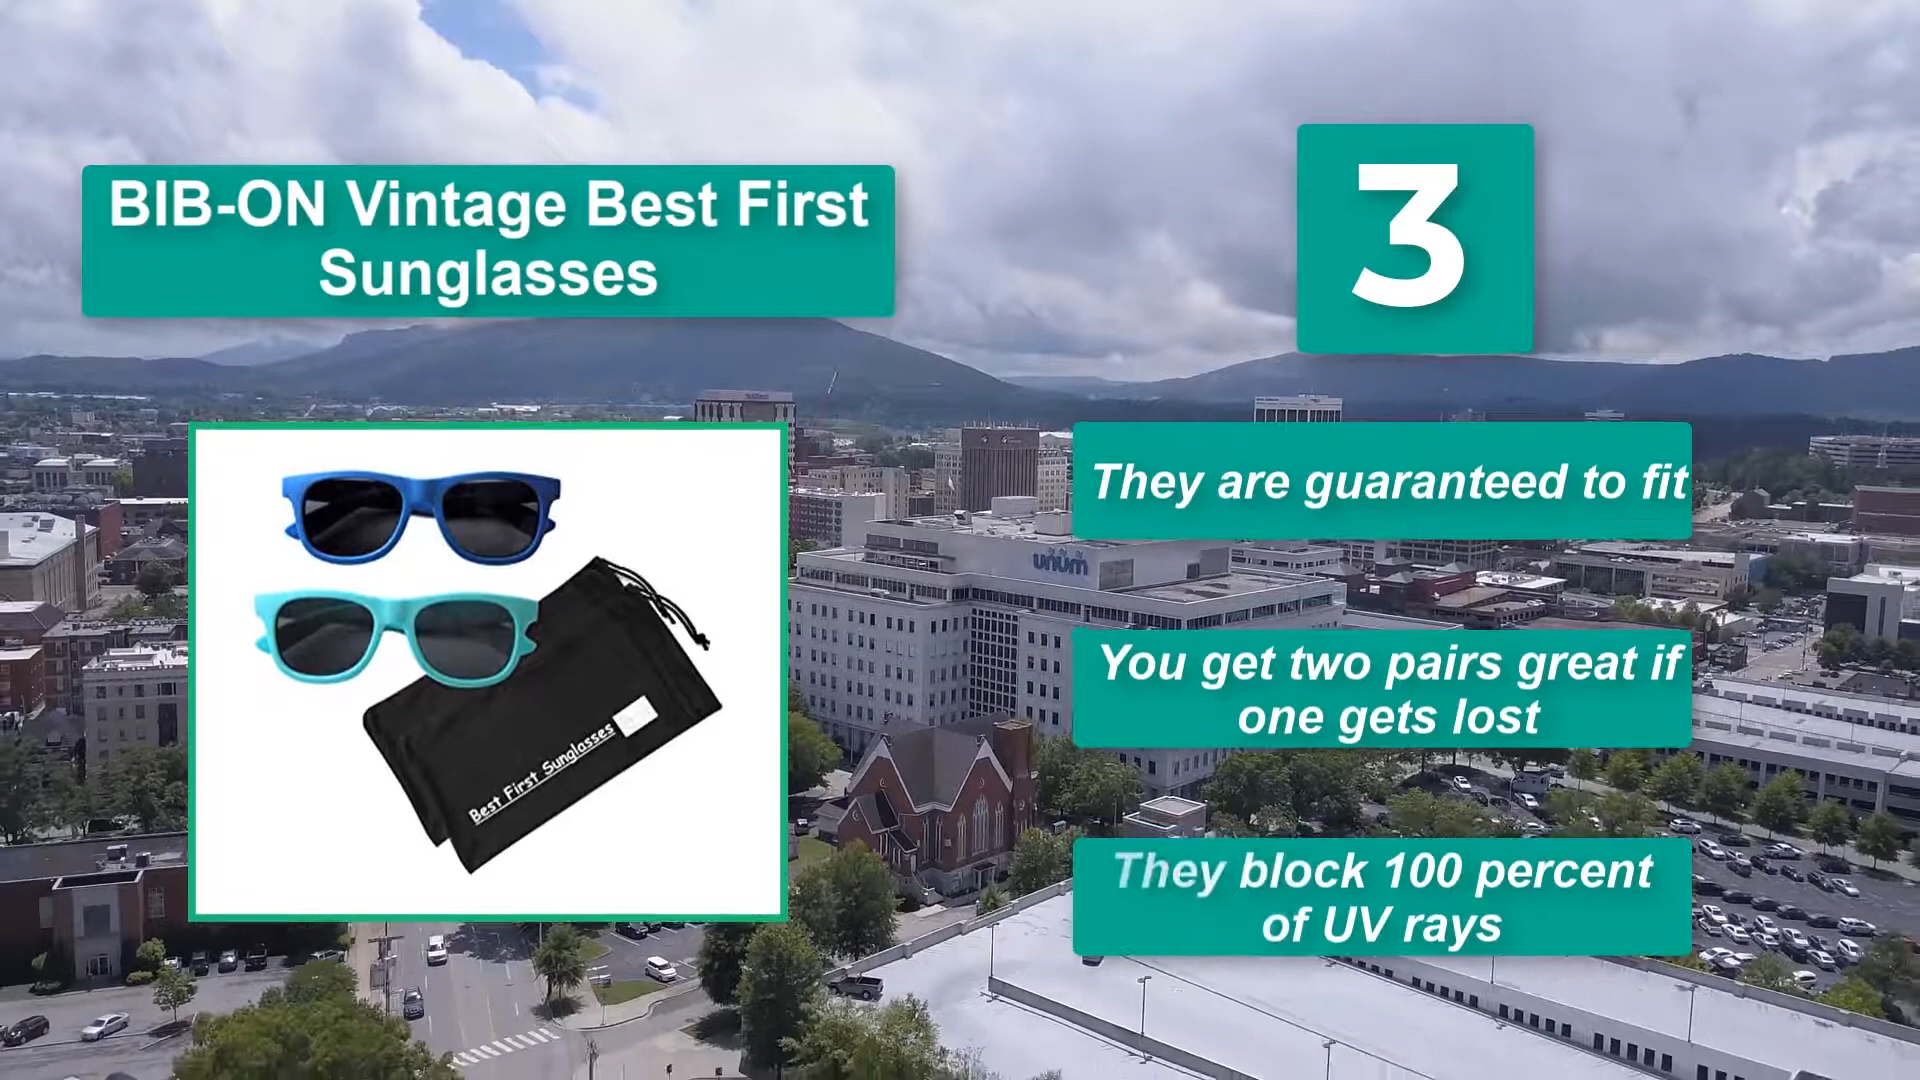 BIB-ON Vintage Best First
Sunglasses
3
They are guaranteed to fit
You get two pairs great if
one gets lost
They block 100 percent
of UV rays
Best First Sunglasses
unum